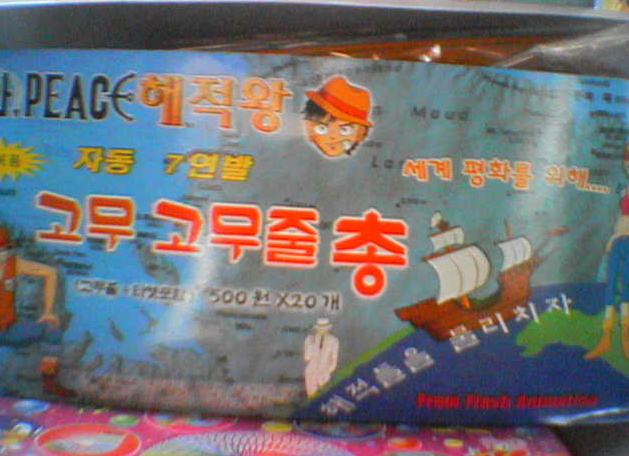 .PEACE 헤적왕
자동 7연발
세계 평화를 위해....
고무 고무줄 총
500원 X20개
해적들을 물리치자
Flash Animation